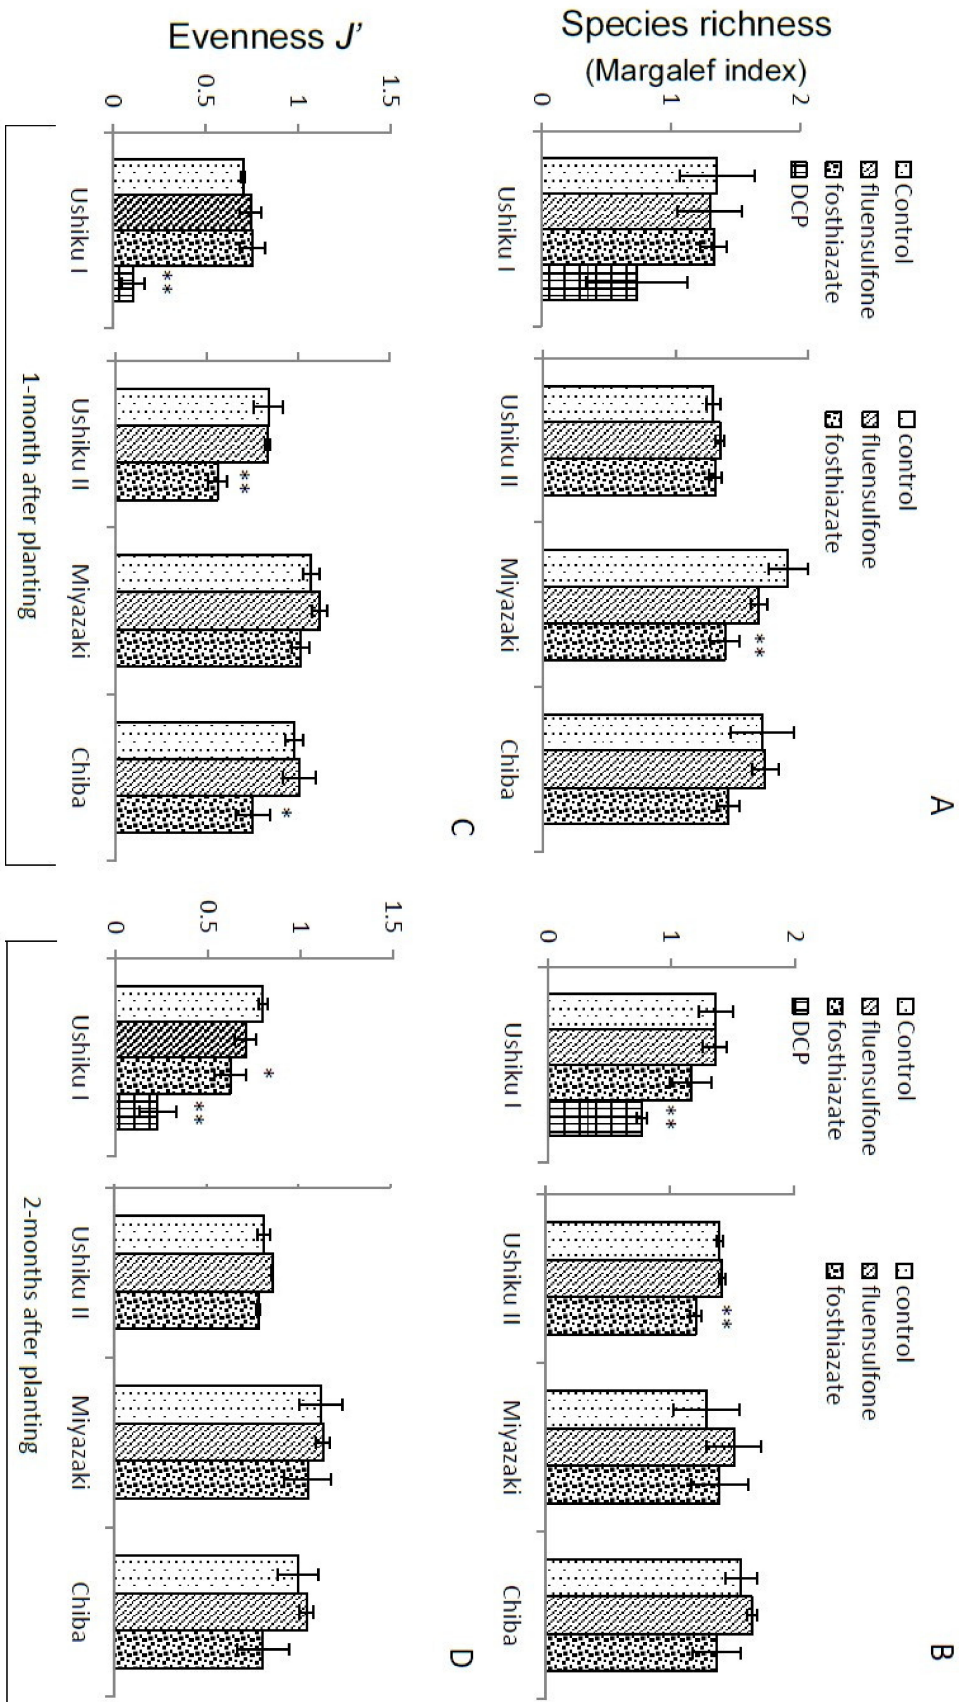 Species richness
(Margalef index)
A
0
1
2
Control
fluensulfone
fosthiazate
DCP
control
fluensulfone
fosthiazate
**
Ushiku I
Ushiku II
Miyazaki
Chiba
B
0
1
2
Control
fluensulfone
fosthiazate
DCP
control
fluensulfone
fosthiazate
**
**
Ushiku I
Ushiku II
Miyazaki
Chiba
Evenness J’
C
0
0.5
1
1.5
**
**
*
Ushiku I
Ushiku II
Miyazaki
Chiba
1-month after planting
D
0
0.5
1
1.5
*
**
Ushiku I
Ushiku II
Miyazaki
Chiba
2-months after planting